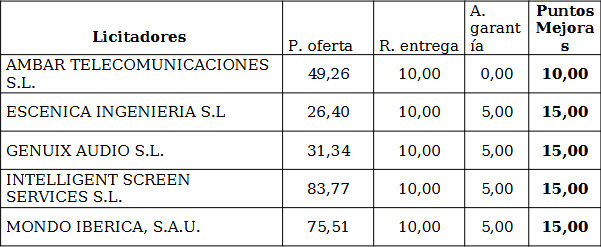 Licitadores P. oferta R. entrega A. garantía Puntos Mejoras
AMBAR TELECOMUNICACIONES S.L. 49,26 10,00 0,00 10,00
ESCENICA INGENIERIA S.L 26,40 10,00 5,00 15,00
GENUIX AUDIO S.L. 31,34 10,00 5,00 15,00
INTELLIGENT SCREEN SERVICES S.L. 83,77 10,00 5,00 15,00
MONDO IBERICA, S.A.U. 75,51 10,00 5,00 15,00